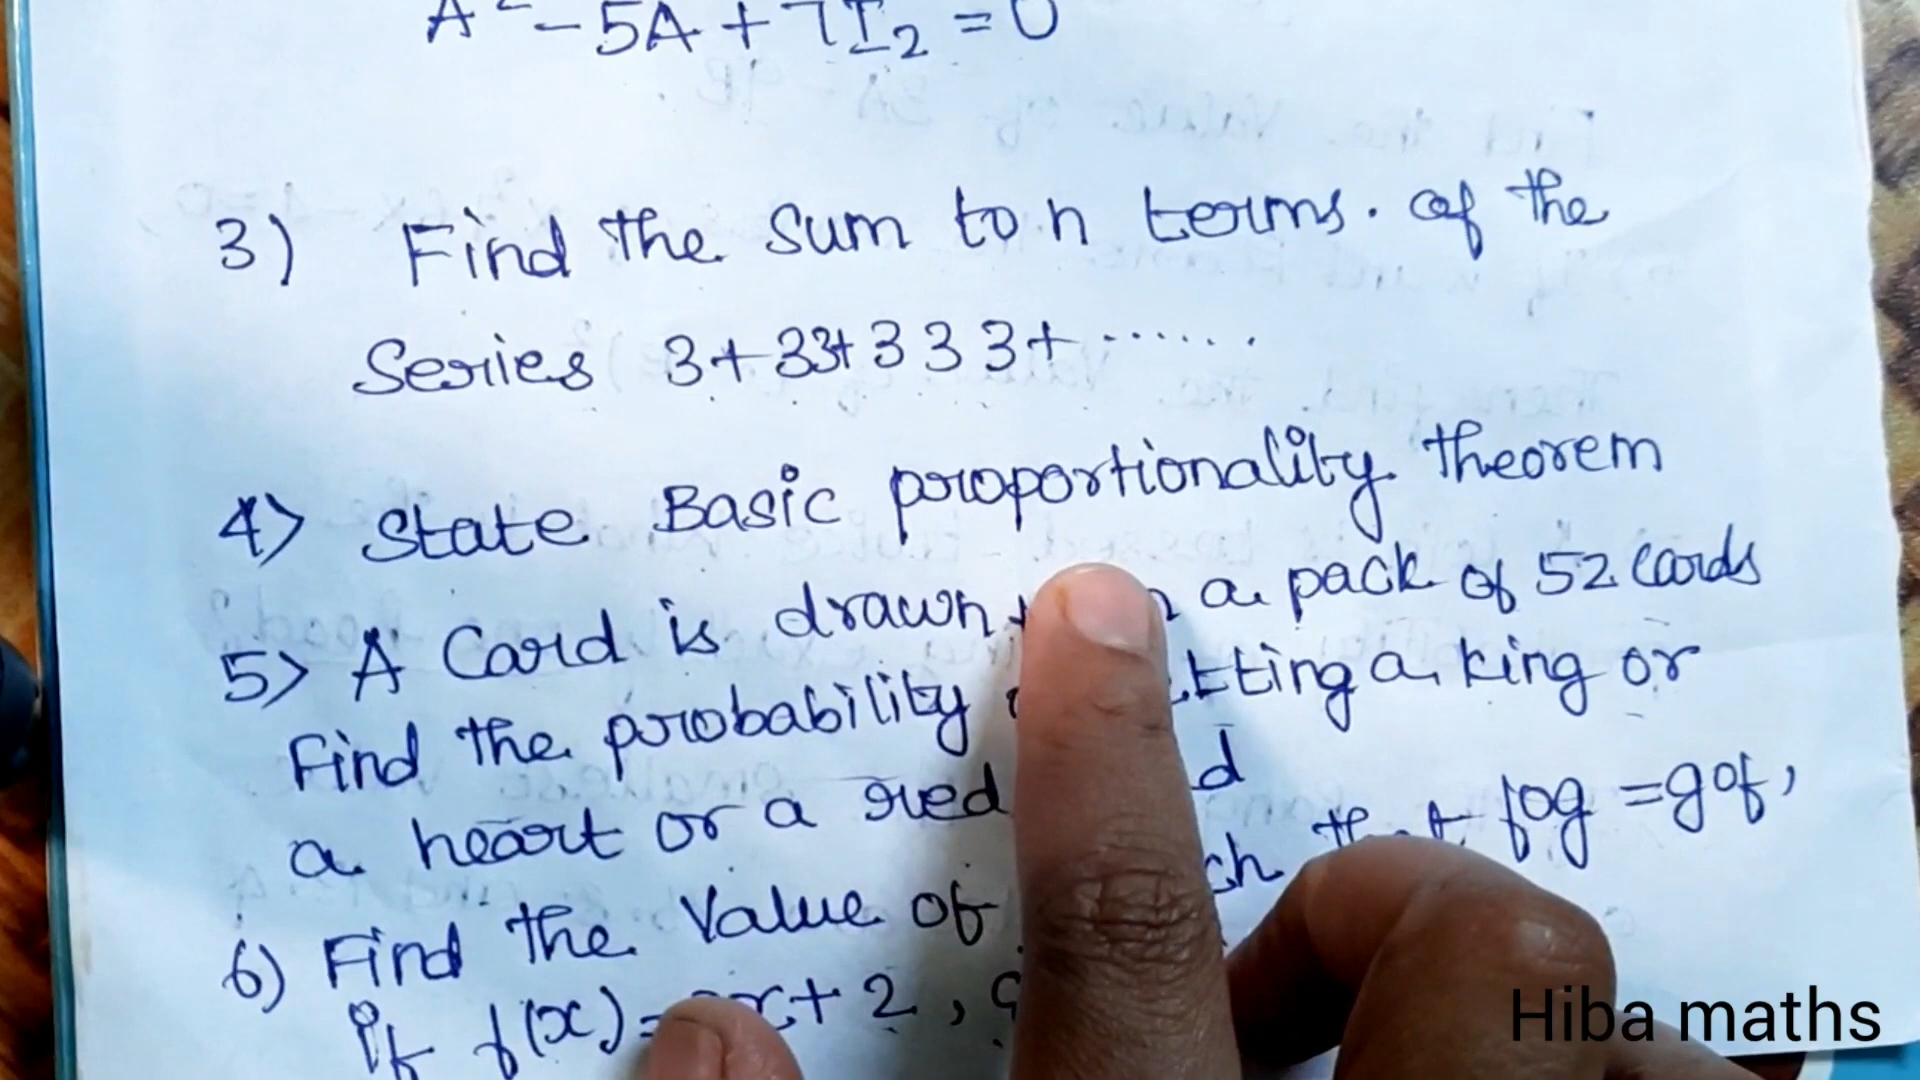 A² - 5A + 7I₂ = 0
3) Find the sum to n terms. of the
Series 3+33+333+.......
4) State Basic proportionality theorem
5) A Card is drawn a pack of 52 cards
Find the probability a king or
a heart or a red
6) Find the Value of that fog = gof,
If f(x) = x + 2,
Hiba maths